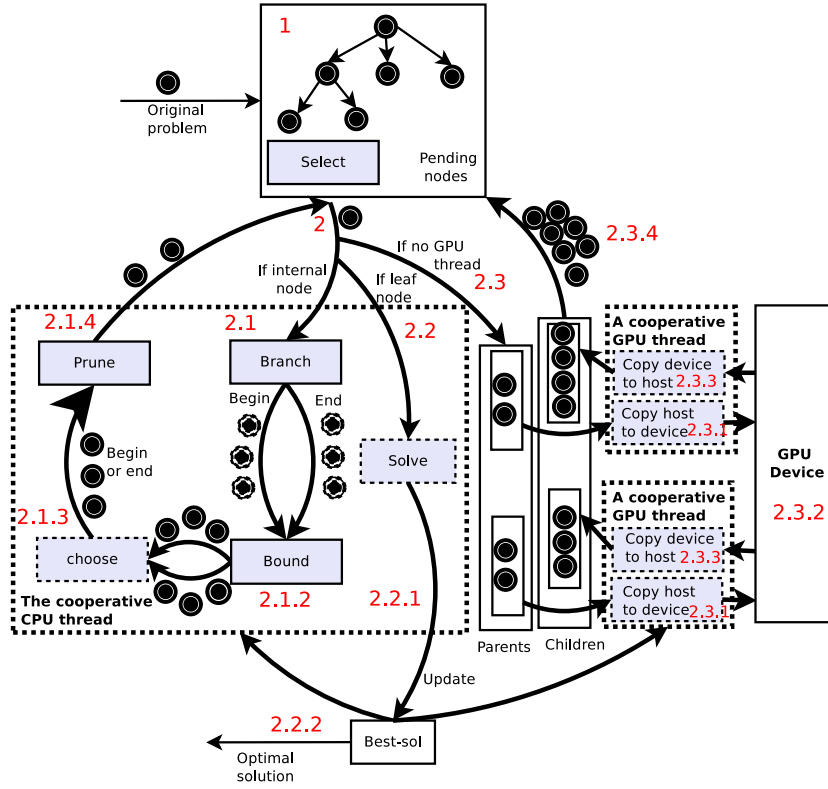 1
Original
problem
Select
Pending
nodes
2
2.3.4
If no GPU
thread
2.3
If internal
node
If leaf
node
2.1.4
2.1
2.2
Prune
Branch
Begin
End
Begin
or end
Solve
2.1.3
choose
Bound
2.1.2
2.2.1
The cooperative
CPU thread
A cooperative
GPU thread
Copy device
to host 2.3.3
Copy host
to device 2.3.1
A cooperative
GPU thread
Copy device
to host 2.3.3
Copy host
to device 2.3.1
GPU
Device
2.3.2
Parents
Children
Update
2.2.2
Best-sol
Optimal
solution